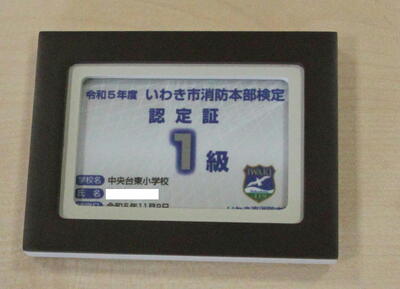 令和5年度 いわき市消防本部検定
認定証
1級
学校名 中央台東小学校
氏名
IWAKI